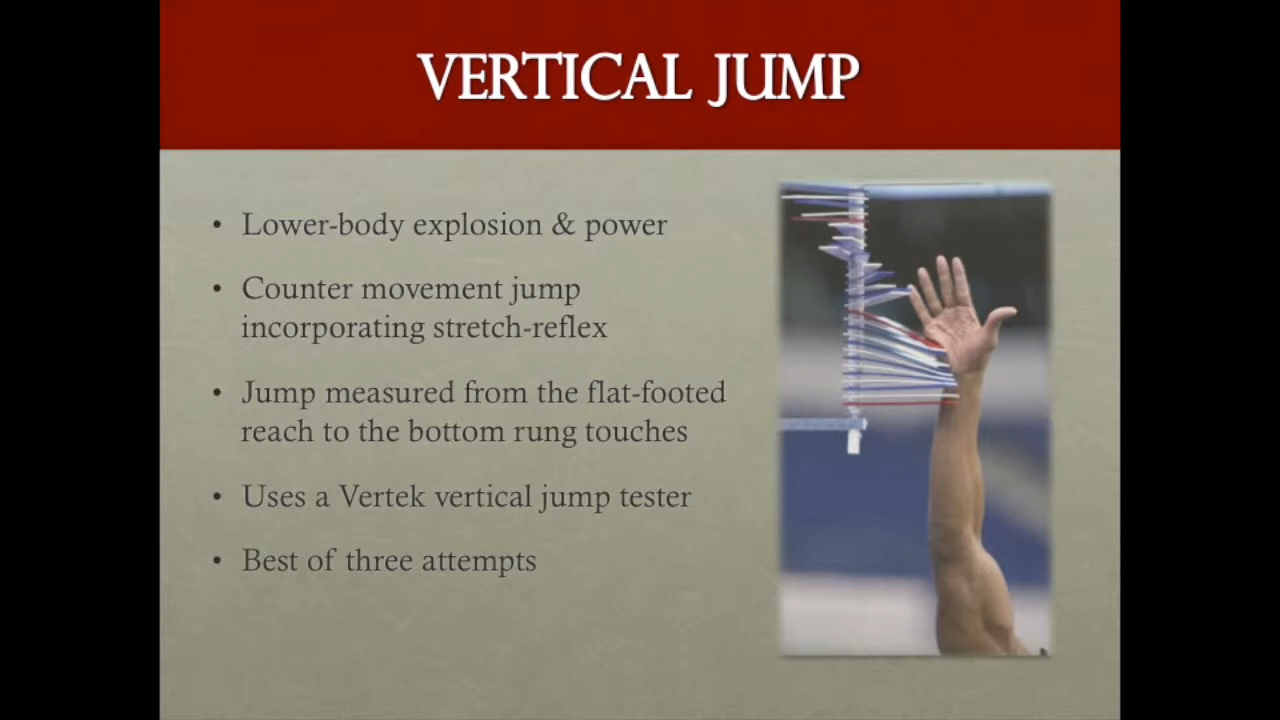 VERTICAL JUMP
• Lower-body explosion & power
• Counter movement jump
incorporating stretch-reflex
• Jump measured from the flat-footed
reach to the bottom rung touches
• Uses a Vertek vertical jump tester
• Best of three attempts